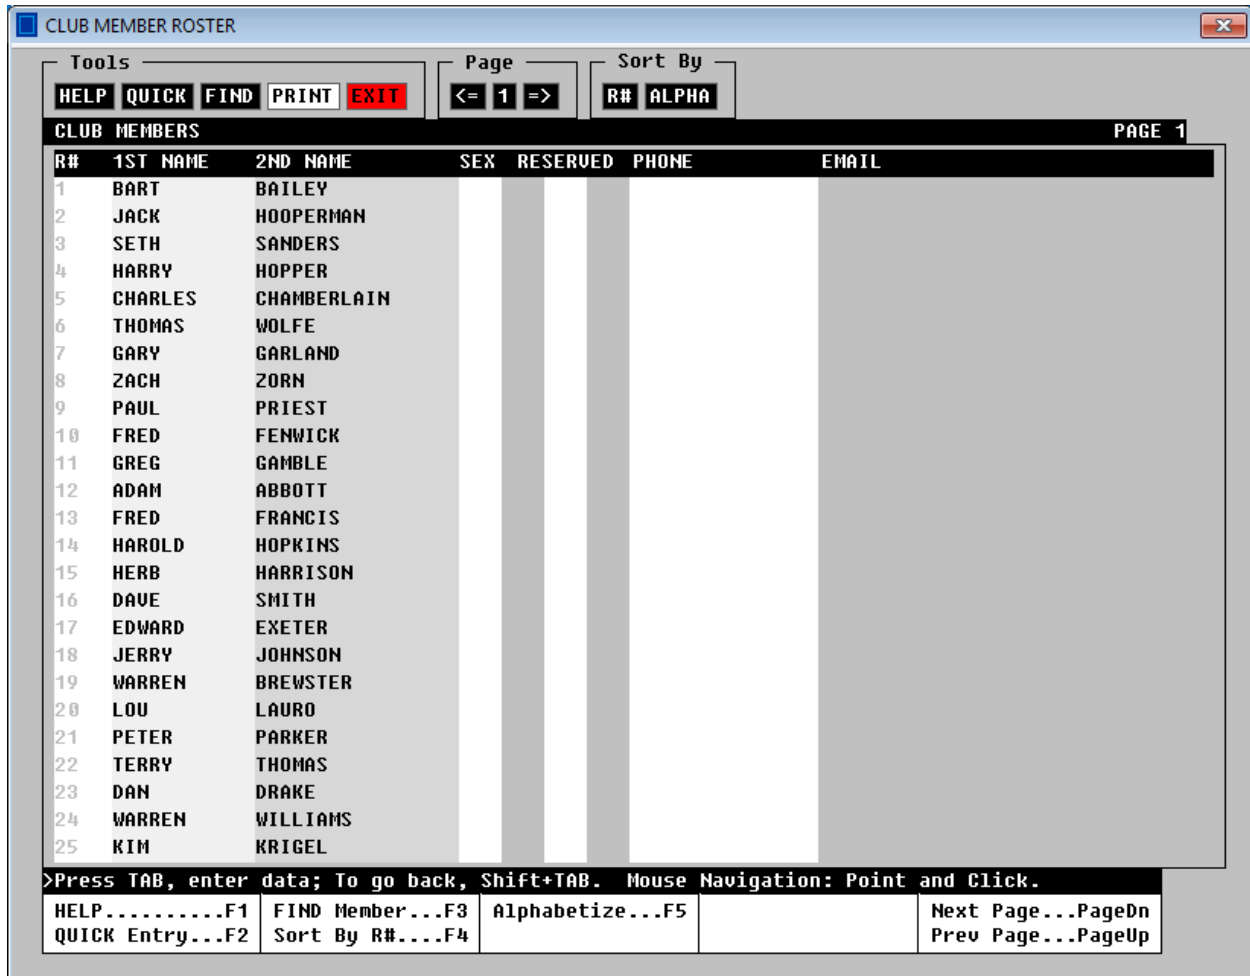 CLUB MEMBER ROSTER
Tools Page Sort By
HELP QUICK FIND PRINT EXIT <= 1 => R# ALPHA
CLUB MEMBERS PAGE 1
R# 1ST NAME 2ND NAME SEX RESERVED PHONE EMAIL
1 BART BAILEY
2 JACK HOOPERMAN
3 SETH SANDERS
4 HARRY HOPPER
5 CHARLES CHAMBERLAIN
6 THOMAS WOLFE
7 GARY GARLAND
8 ZACH ZORN
9 PAUL PRIEST
10 FRED FENWICK
11 GREG GAMBLE
12 ADAM ABBOTT
13 FRED FRANCIS
14 HAROLD HOPKINS
15 HERB HARRISON
16 DAVE SMITH
17 EDWARD EXETER
18 JERRY JOHNSON
19 WARREN BREWSTER
20 LOU LAURO
21 PETER PARKER
22 TERRY THOMAS
23 DAN DRAKE
24 WARREN WILLIAMS
25 KIM KRIGEL
>Press TAB, enter data; To go back, Shift+TAB. Mouse Navigation: Point and Click.
HELP..........F1 FIND Member...F3 Alphabetize...F5 Next Page...PageDn
QUICK Entry...F2 Sort By R#....F4 Prev Page...PageUp